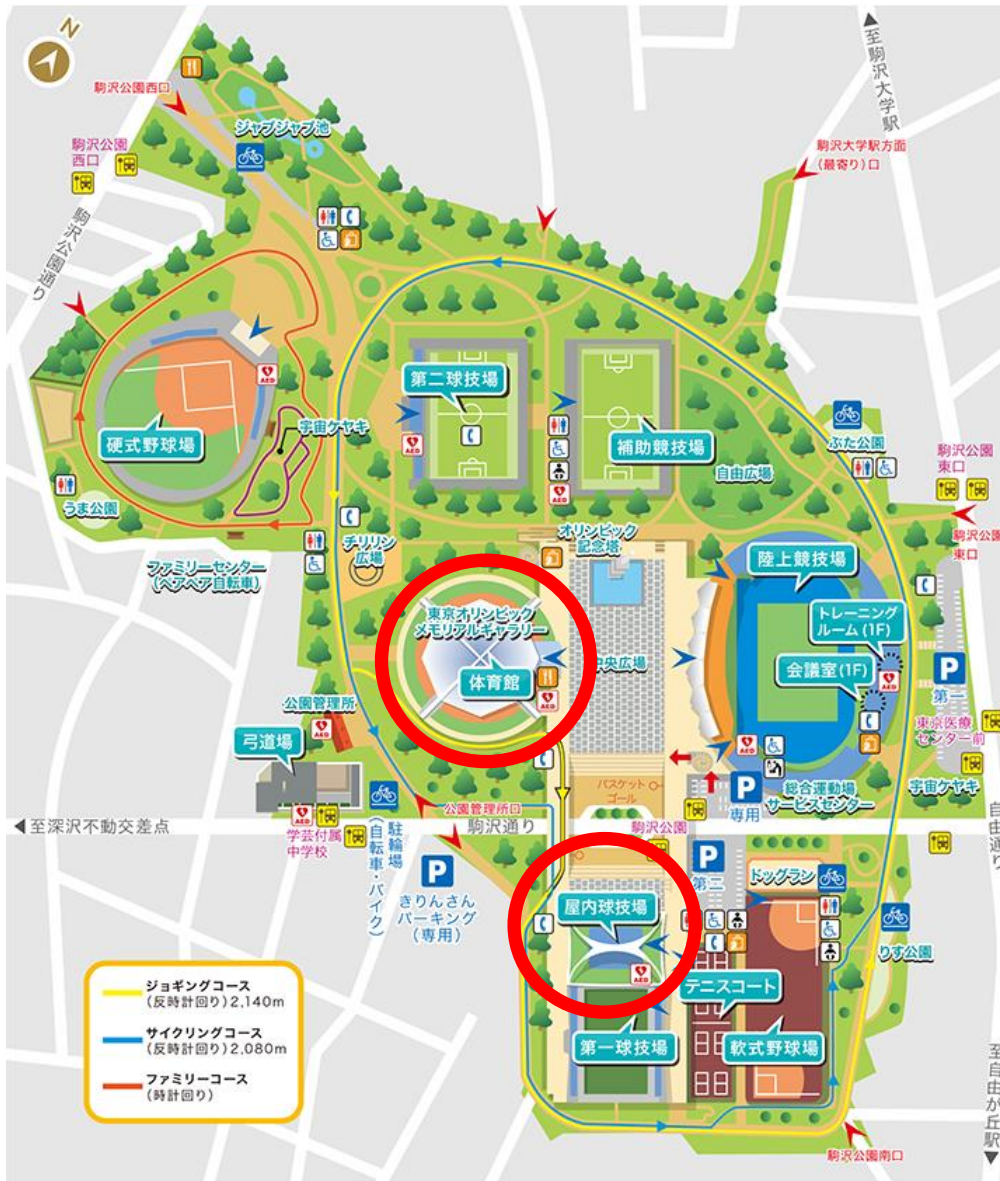 N
駒沢公園西口
▲至駒沢大学駅
ジャブジャブ池
駒沢公園
西口
駒沢大学駅方面
(最寄り)口
駒沢公園通り
第二球技場
補助競技場
AED
AED
硬式野球場
宇宙ケヤキ
自由広場
ぶた公園
駒沢公園
東口
AED
うま公園
チリリン
広場
オリンピック
記念塔
駒沢公園
東口
ファミリーセンター
(ペアペア自転車)
陸上競技場
東京オリンピック
メモリアルギャラリー
トレーニング
ルーム(1F)
中央広場
会議室(1F)
体育館
P
第一
AED
AED
公園管理所
AED
東京医療
センター前
弓道場
AED
バスケット
ゴール
P
専用
総合運動場
サービスセンター
宇宙ケヤキ
公園管理所口
AED
学芸付属
中学校
◀至深沢不動交差点
駒沢通り
駒沢公園
自由通り
駐輪場
(自転車・バイク)
P
きりんさん
パーキング
(専用)
P
第二
ドッグラン
屋内球技場
りす公園
AED
テニスコート
第一球技場
軟式野球場
ジョギングコース
(反時計回り)2,140m
サイクリングコース
(反時計回り)2,080m
ファミリーコース
(時計回り)
至自由が丘駅▼
駒沢公園南口